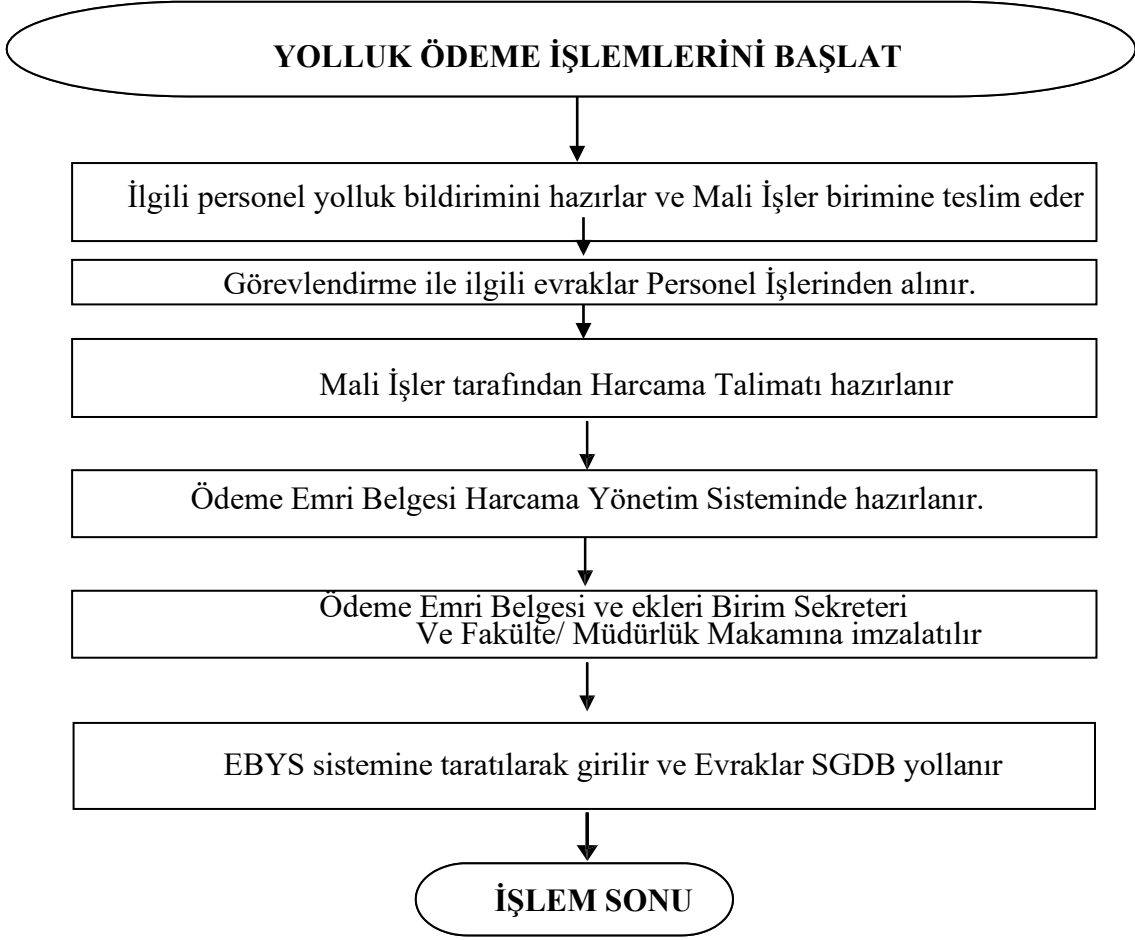 YOLLUK ÖDEME İŞLEMLERİNİ BAŞLAT
İlgili personel yolluk bildirimini hazırlar ve Mali İşler birimine teslim eder
Görevlendirme ile ilgili evraklar Personel İşlerinden alınır.
Mali İşler tarafından Harcama Talimatı hazırlanır
Ödeme Emri Belgesi Harcama Yönetim Sisteminde hazırlanır.
Ödeme Emri Belgesi ve ekleri Birim Sekreteri
Ve Fakülte/ Müdürlük Makamına imzalatılır
EBYS sistemine taratılarak girilir ve Evraklar SGDB yollanır
İŞLEM SONU